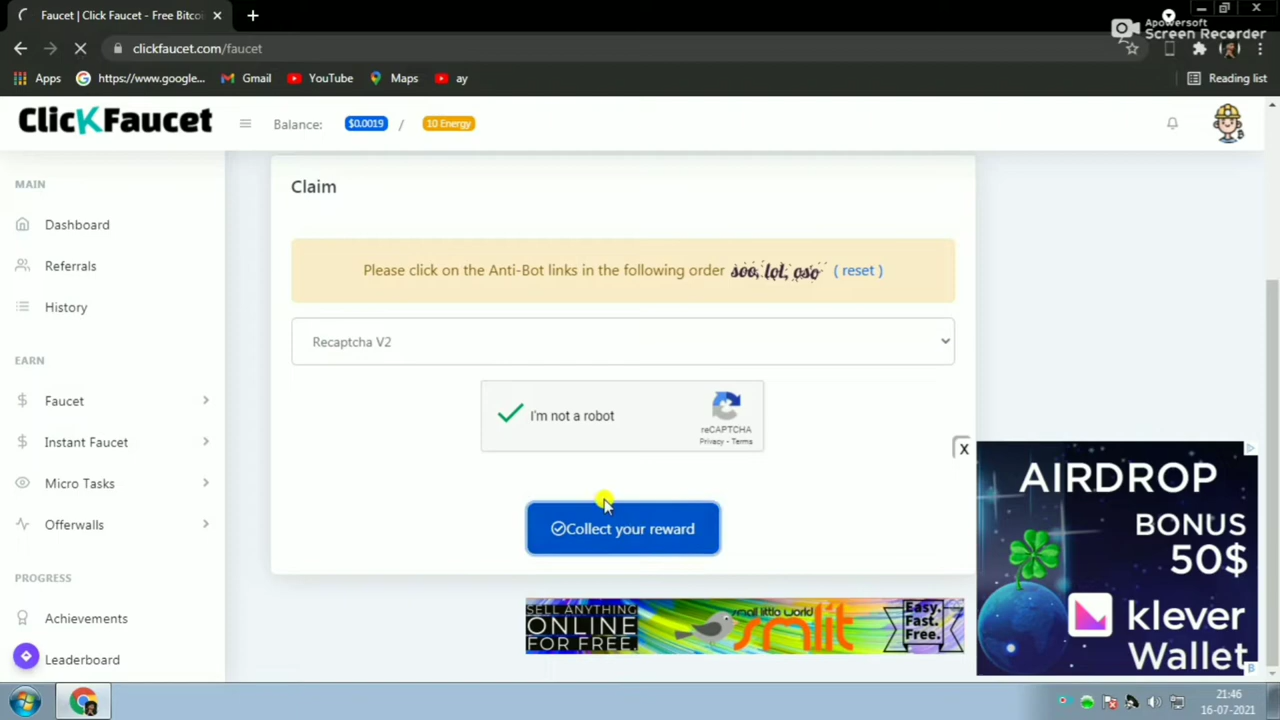 Faucet | Click Faucet - Free Bitco
Apowersoft
Screen Recorder
clickfaucet.com/faucet
Apps
https://www.google...
Gmail
YouTube
Maps
ay
Reading list
ClicKFaucet
Balance:
$0.0019
/
10 Energy
MAIN
Dashboard
Referrals
History
EARN
Faucet
Instant Faucet
Micro Tasks
Offerwalls
PROGRESS
Achievements
Leaderboard
Claim
Please click on the Anti-Bot links in the following order soo, lol, oso ( reset )
Recaptcha V2
I'm not a robot
reCAPTCHA
Privacy - Terms
Collect your reward
X
AIRDROP
BONUS
50$
klever
Wallet
SELL ANYTHING
ONLINE
FOR FREE.
small little world
smlit
Easy.
Fast.
Free.
21:46
16-07-2021